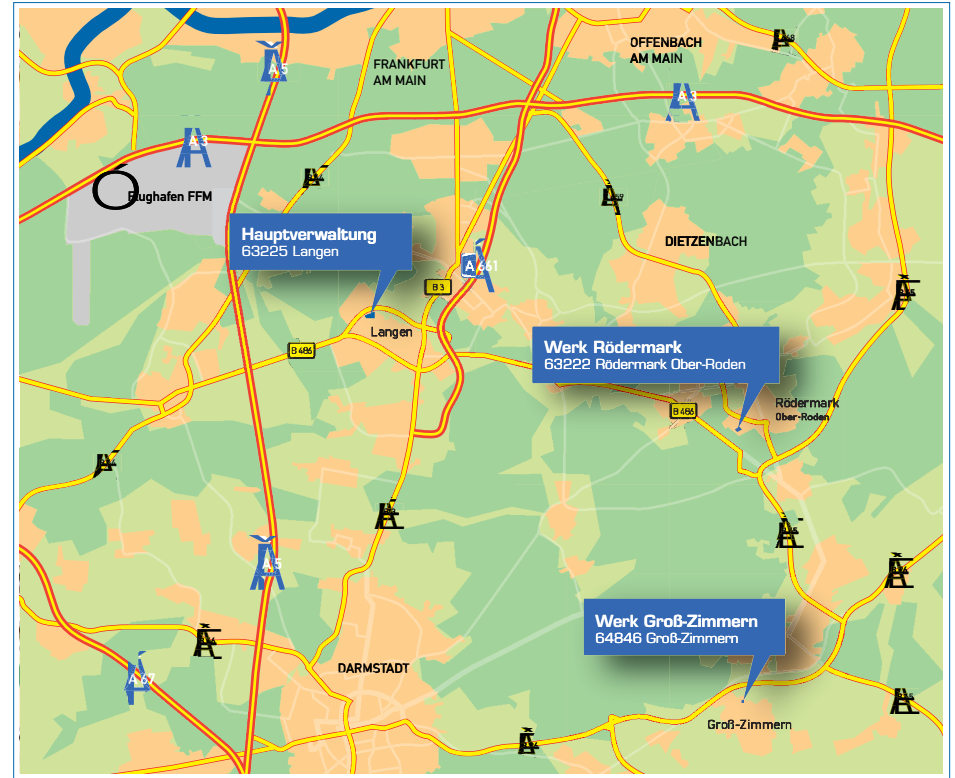 OFFENBACH
AM MAIN
FRANKFURT
AM MAIN
A 5
A 3
A 3
Flughafen FFM
Hauptverwaltung
63225 Langen
DIETZENBACH
A 661
B 3
Langen
B 486
Werk Rödermark
63222 Rödermark Ober-Roden
Rödermark
Ober-Roden
B 486
A 5
Werk Groß-Zimmern
64846 Groß-Zimmern
DARMSTADT
A 67
Groß-Zimmern